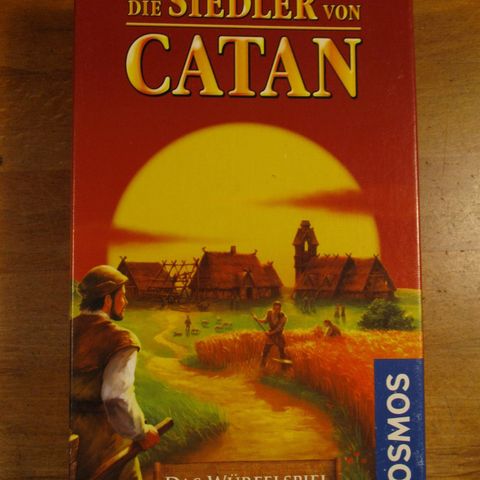 DIE SIEDLER VON
CATAN
DAS WÜRFELSPIEL
KOSMOS